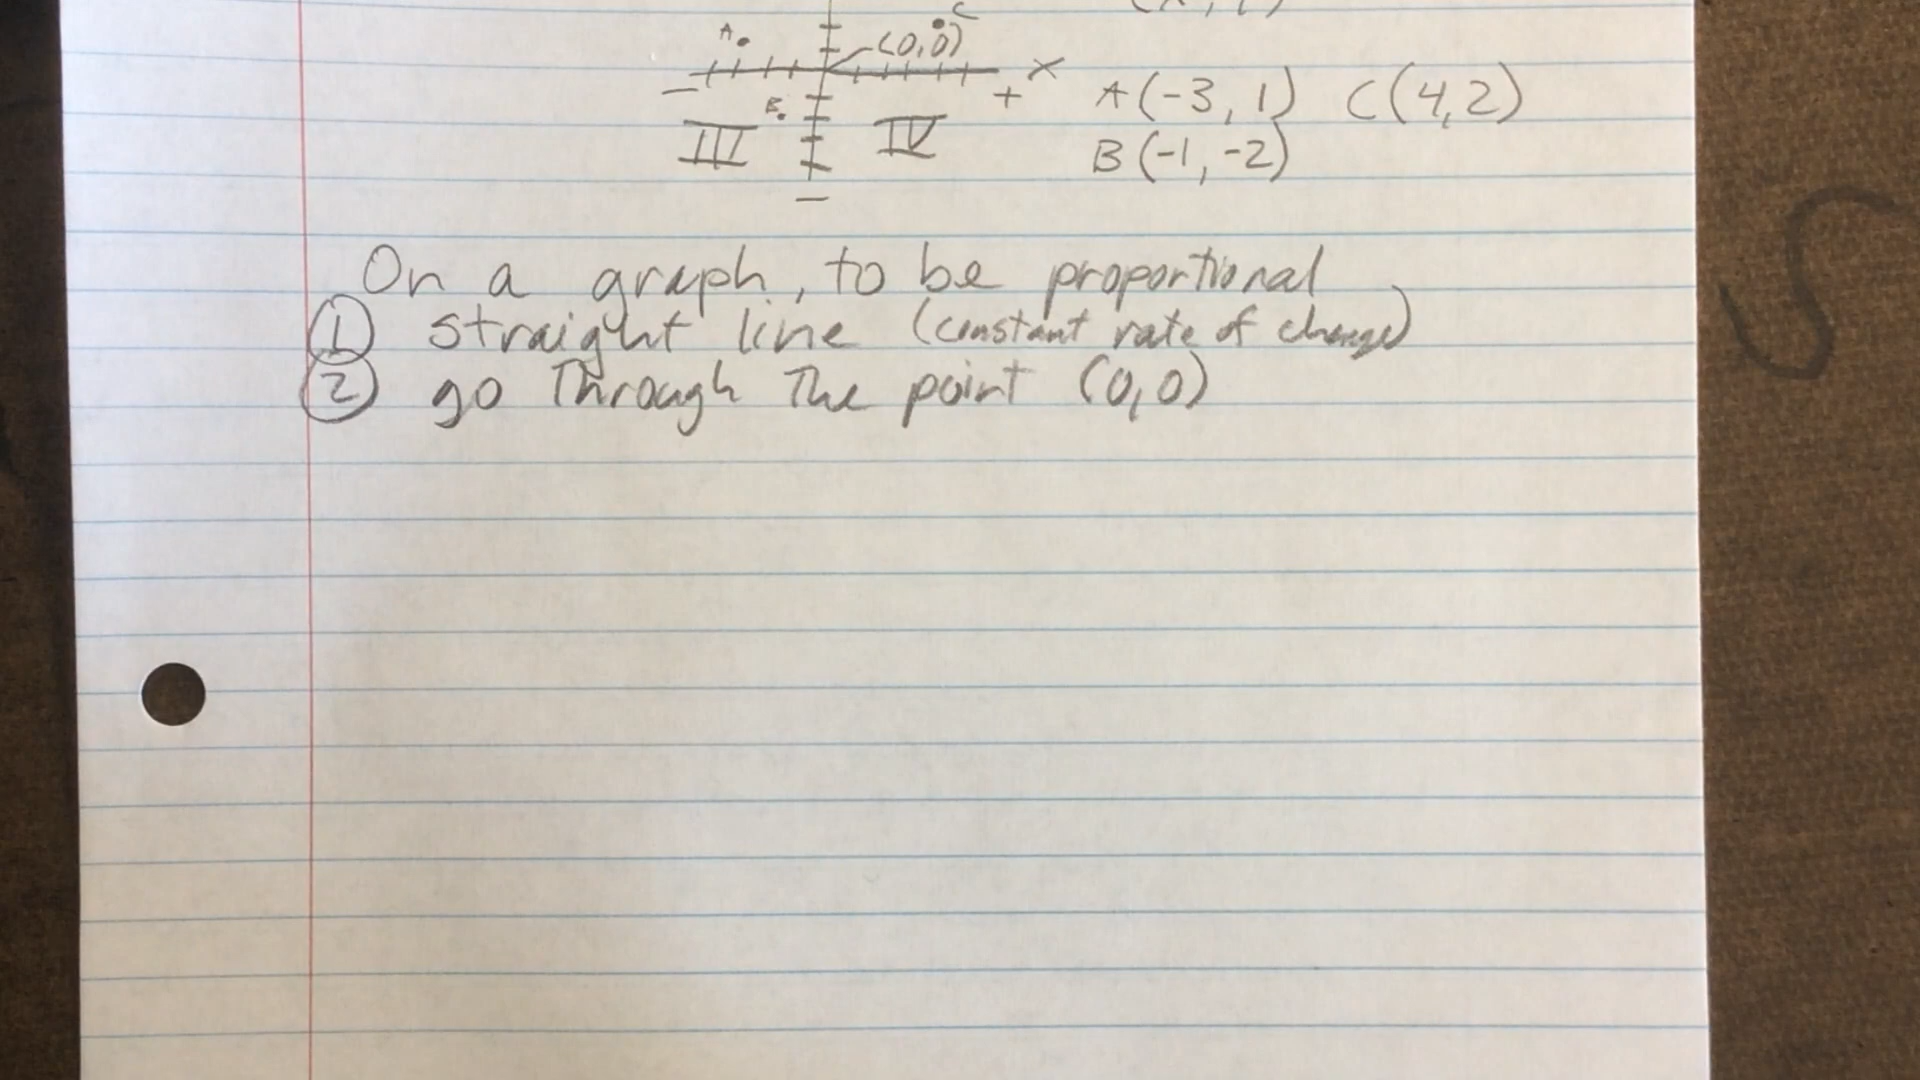 C
A
(0,0)
X
- + A(-3, 1) C(4,2)
B
III IV B(-1, -2)
-
On a graph, to be proportional
1 straight line (constant rate of change)
2 go Through The point (0,0)